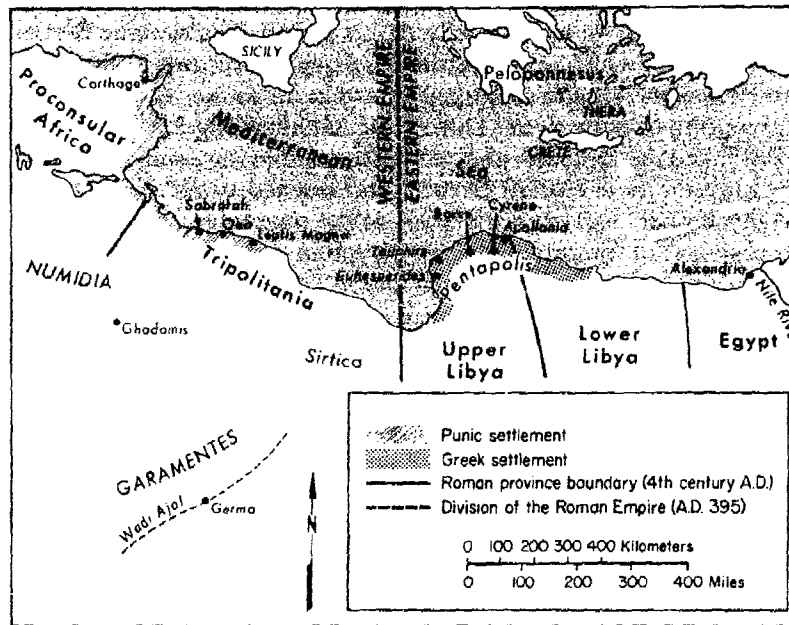 SICILY
Carthage
Proconsular
Africa
Mediterranean
Sea
WESTERN EMPIRE
EASTERN EMPIRE
Peloponnesus
THERA
CRETE
Sabratah
Oea
Leptis Magna
Tripolitania
NUMIDIA
Ghadamis
Sirtica
Barce
Cyrene
Apollonia
Tauchira
Euhesperides
Pentapolis
Alexandria
Nile River
Upper
Libya
Lower
Libya
Egypt
GARAMENTES
Wadi Ajal
Germa
N
Punic settlement
Greek settlement
Roman province boundary (4th century A.D.)
Division of the Roman Empire (A.D. 395)
0 100 200 300 400 Kilometers
0 100 200 300 400 Miles